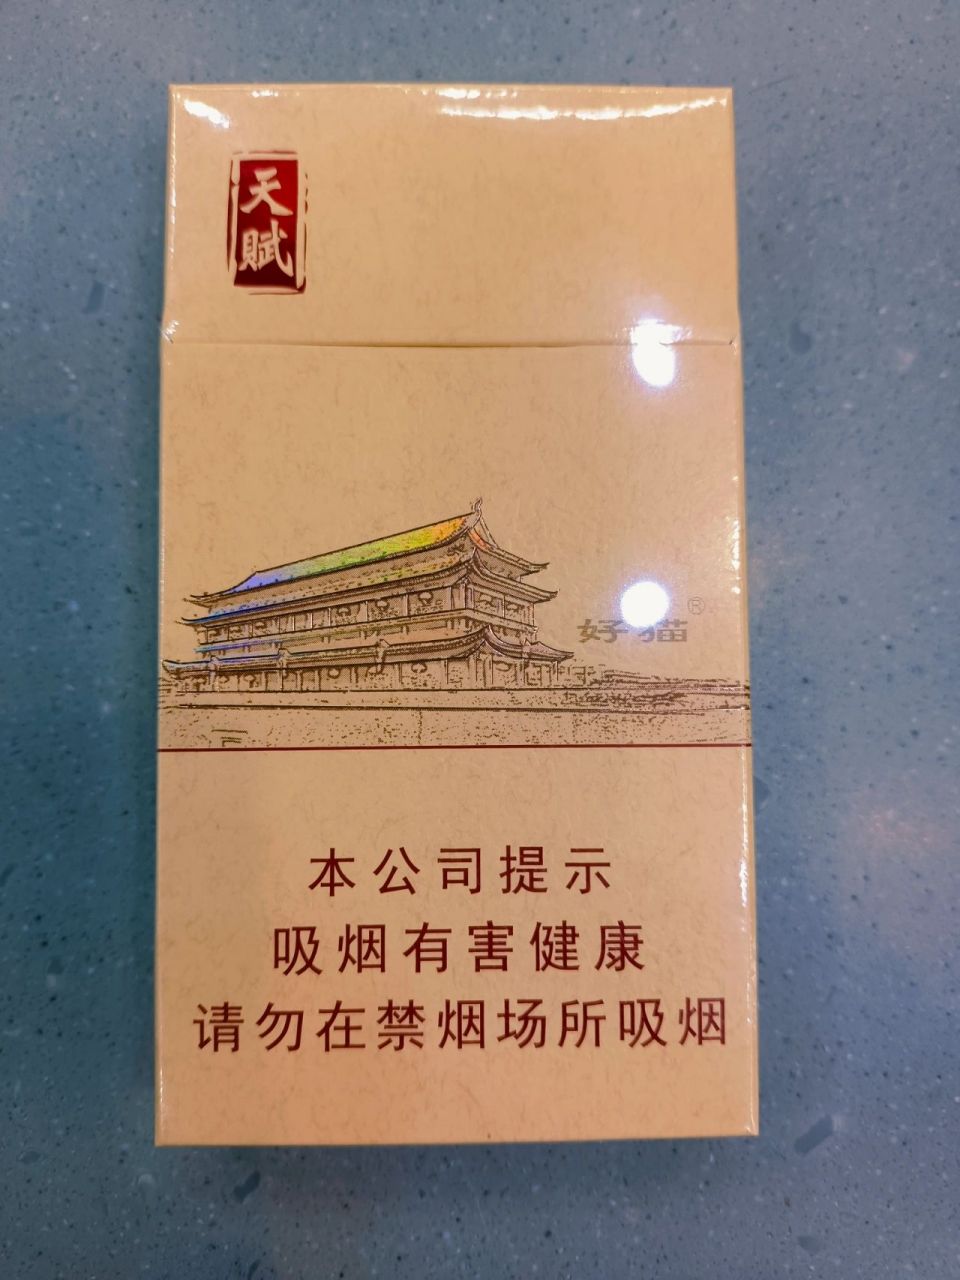 天
賦
好猫®
本公司提示
吸烟有害健康
请勿在禁烟场所吸烟